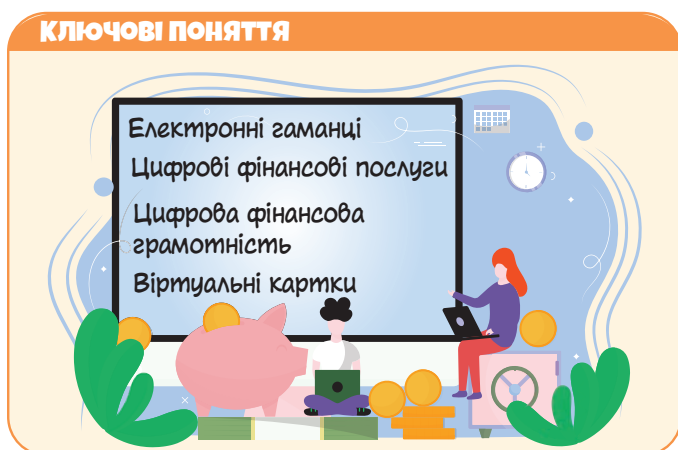 КЛЮЧОВІ ПОНЯТТЯ
Електронні гаманці
Цифрові фінансові послуги
Цифрова фінансова
грамотність
Віртуальні картки